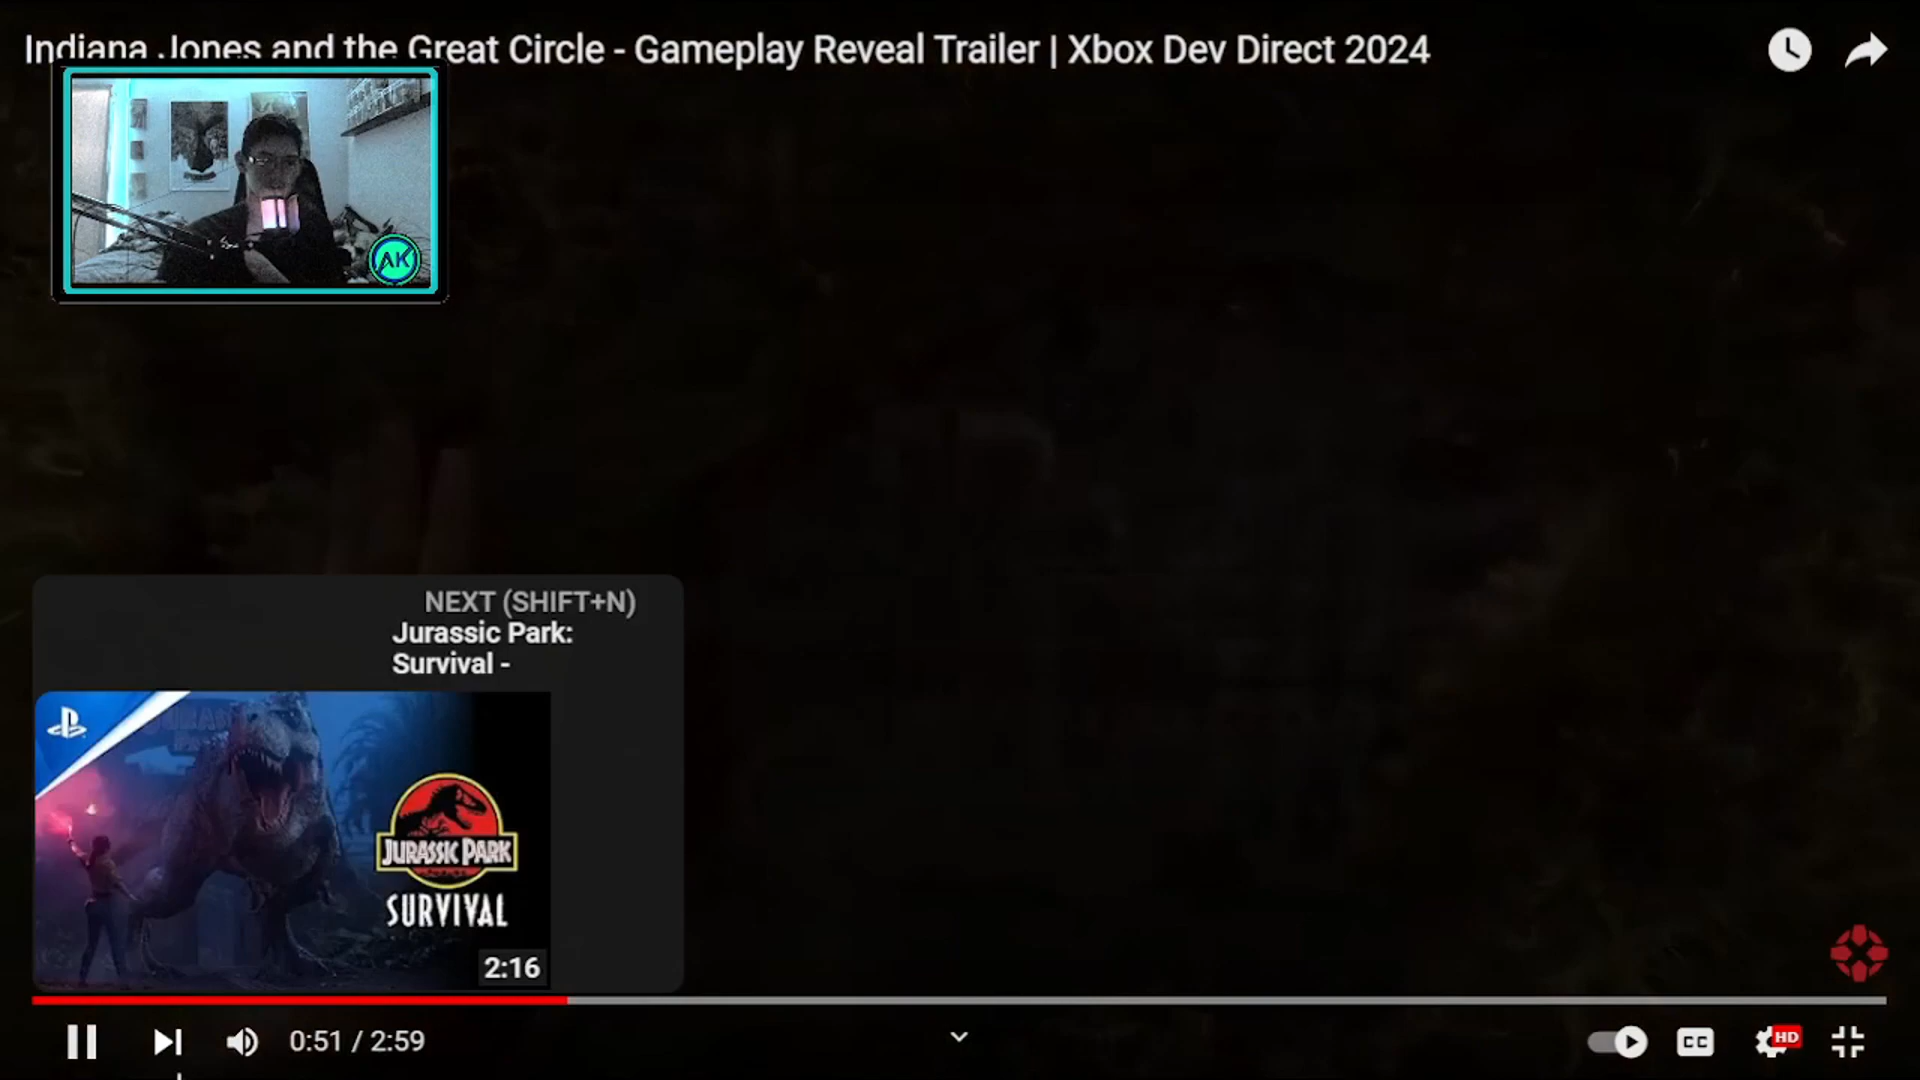 Indiana Jones and the Great Circle - Gameplay Reveal Trailer | Xbox Dev Direct 2024
AK
NEXT (SHIFT+N)
Jurassic Park:
Survival -
JURASSIC PARK
SURVIVAL
2:16
0:51 / 2:59
CC
HD